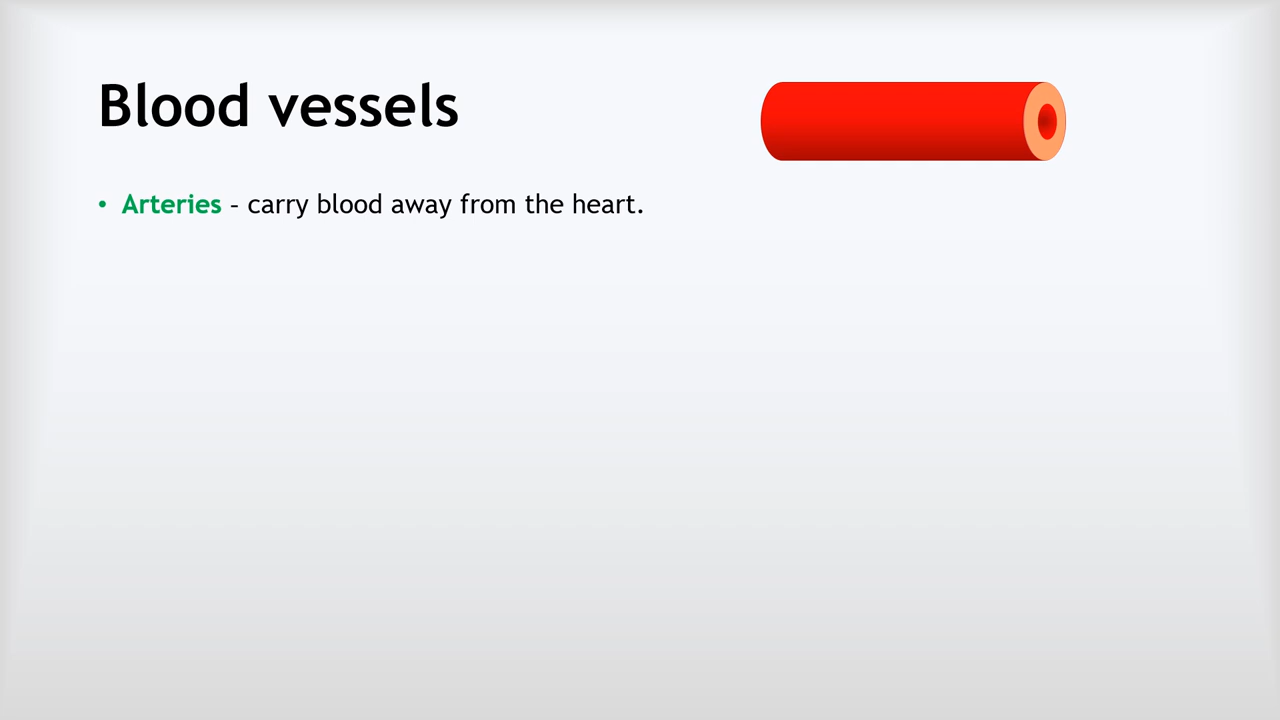 Blood vessels
• Arteries – carry blood away from the heart.